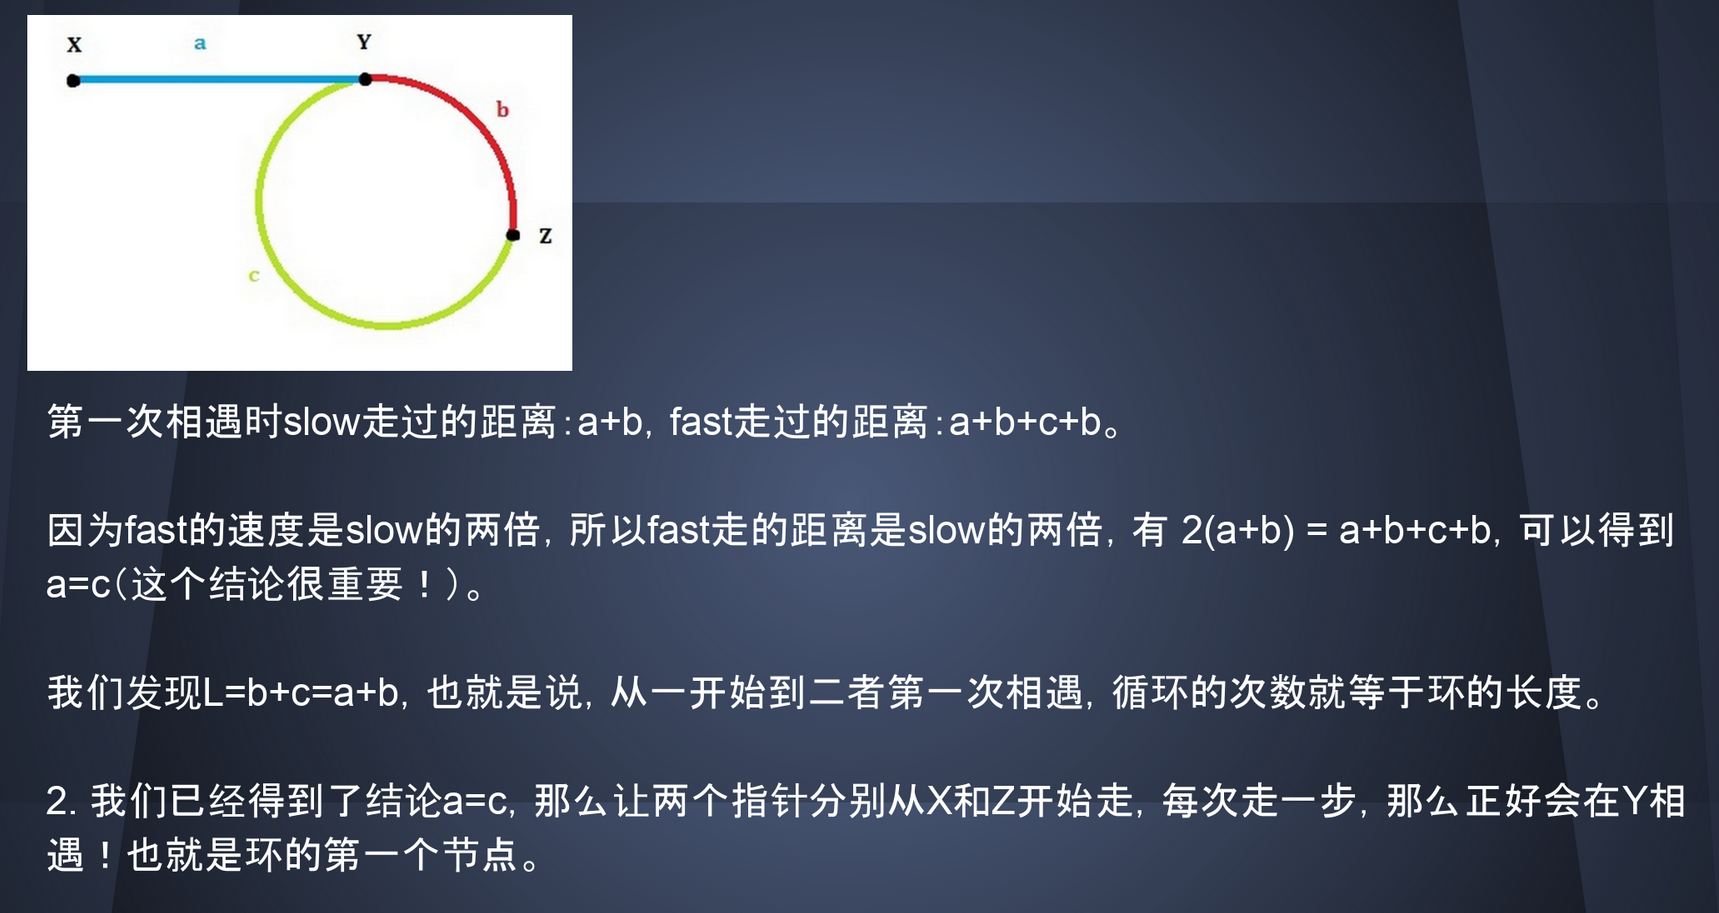 X a Y
b
Z
c
第一次相遇时slow走过的距离：a+b，fast走过的距离：a+b+c+b。
因为fast的速度是slow的两倍，所以fast走的距离是slow的两倍，有 2(a+b) = a+b+c+b，可以得到
a=c（这个结论很重要！）。
我们发现L=b+c=a+b，也就是说，从一开始到二者第一次相遇，循环的次数就等于环的长度。
2. 我们已经得到了结论a=c，那么让两个指针分别从X和Z开始走，每次走一步，那么正好会在Y相
遇！也就是环的第一个节点。